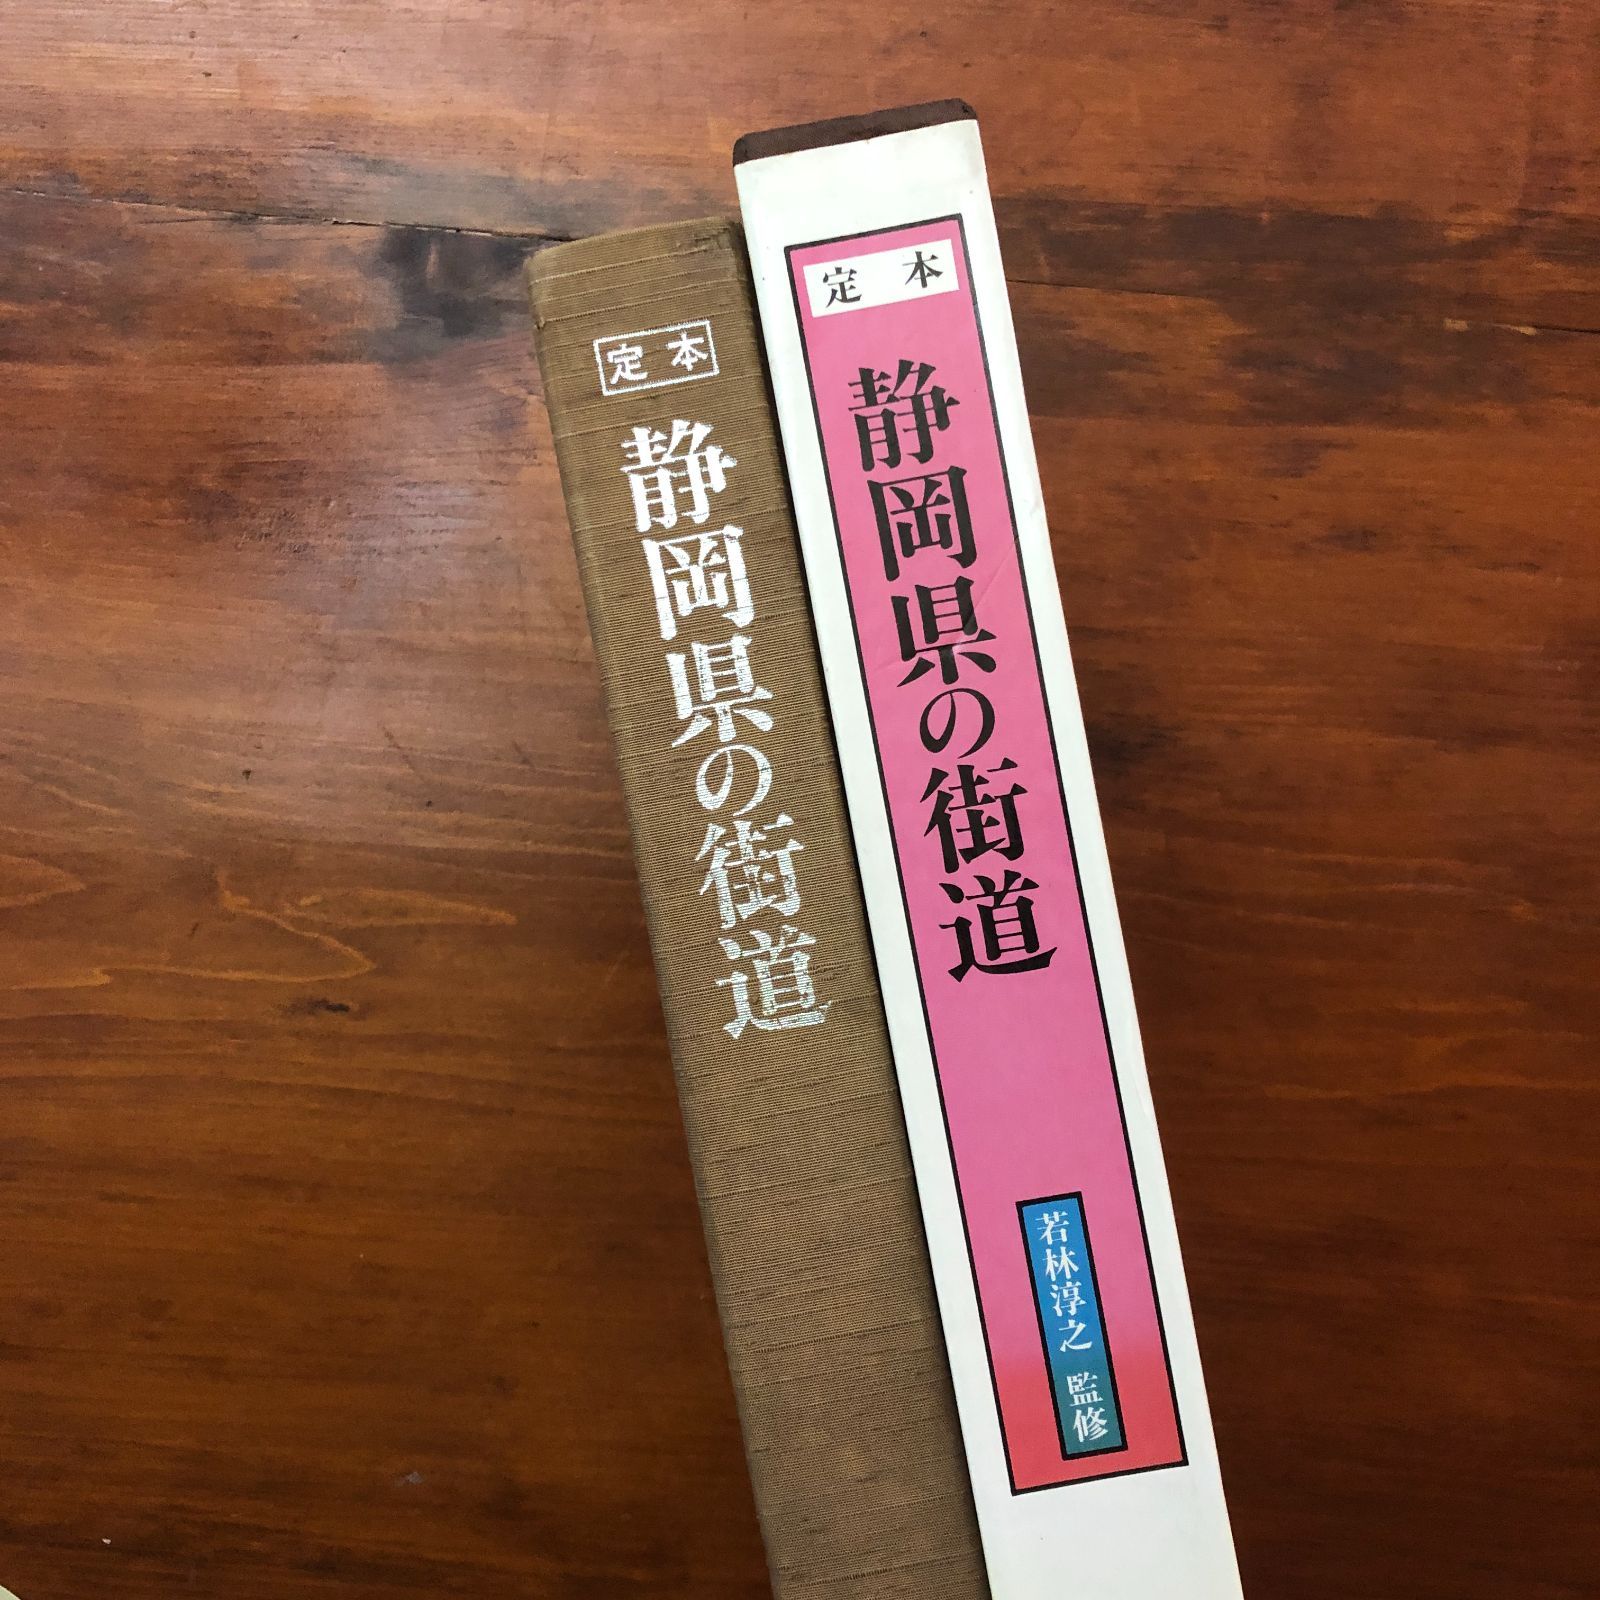 定本
静岡県の街道
定本
静岡県の街道
若林淳之 監修